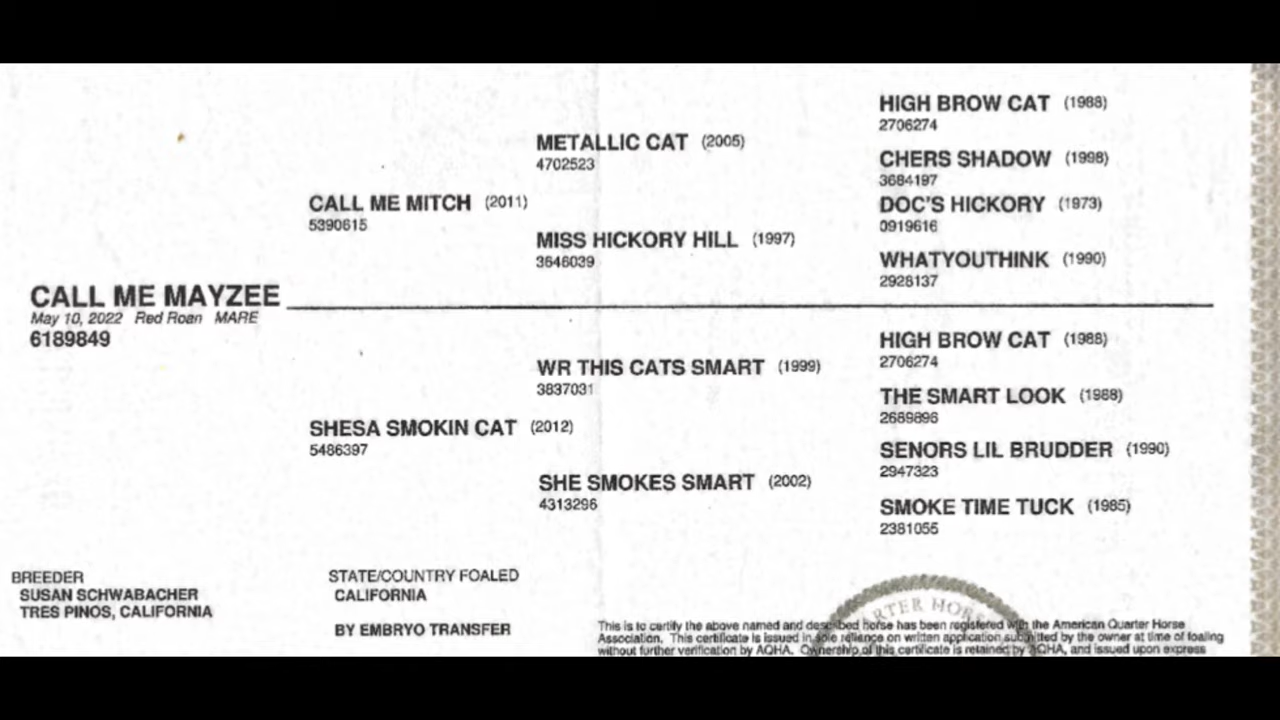 HIGH BROW CAT (1988)
2706274
METALLIC CAT (2005)
4702523
CHERS SHADOW (1998)
3684197
CALL ME MITCH (2011)
5390615
DOC'S HICKORY (1973)
0919616
MISS HICKORY HILL (1997)
3646039
WHATYOUTHINK (1990)
2928137
CALL ME MAYZEE
May 10, 2022 Red Roan MARE
6189849
HIGH BROW CAT (1988)
2706274
WR THIS CATS SMART (1999)
3837031
THE SMART LOOK (1988)
2689896
SHESA SMOKIN CAT (2012)
5486397
SENORS LIL BRUDDER (1990)
2947323
SHE SMOKES SMART (2002)
4313296
SMOKE TIME TUCK (1985)
2381055
BREEDER
SUSAN SCHWABACHER
TRES PINOS, CALIFORNIA
STATE/COUNTRY FOALED
CALIFORNIA
BY EMBRYO TRANSFER
RTER HOR
This is to certify the above named and described horse has been registered with the American Quarter Horse
Association. This certificate is issued in sole reliance on written application submitted by the owner at time of foaling
without further verification by AQHA. Ownership of this certificate is retained by AQHA, and issued upon express